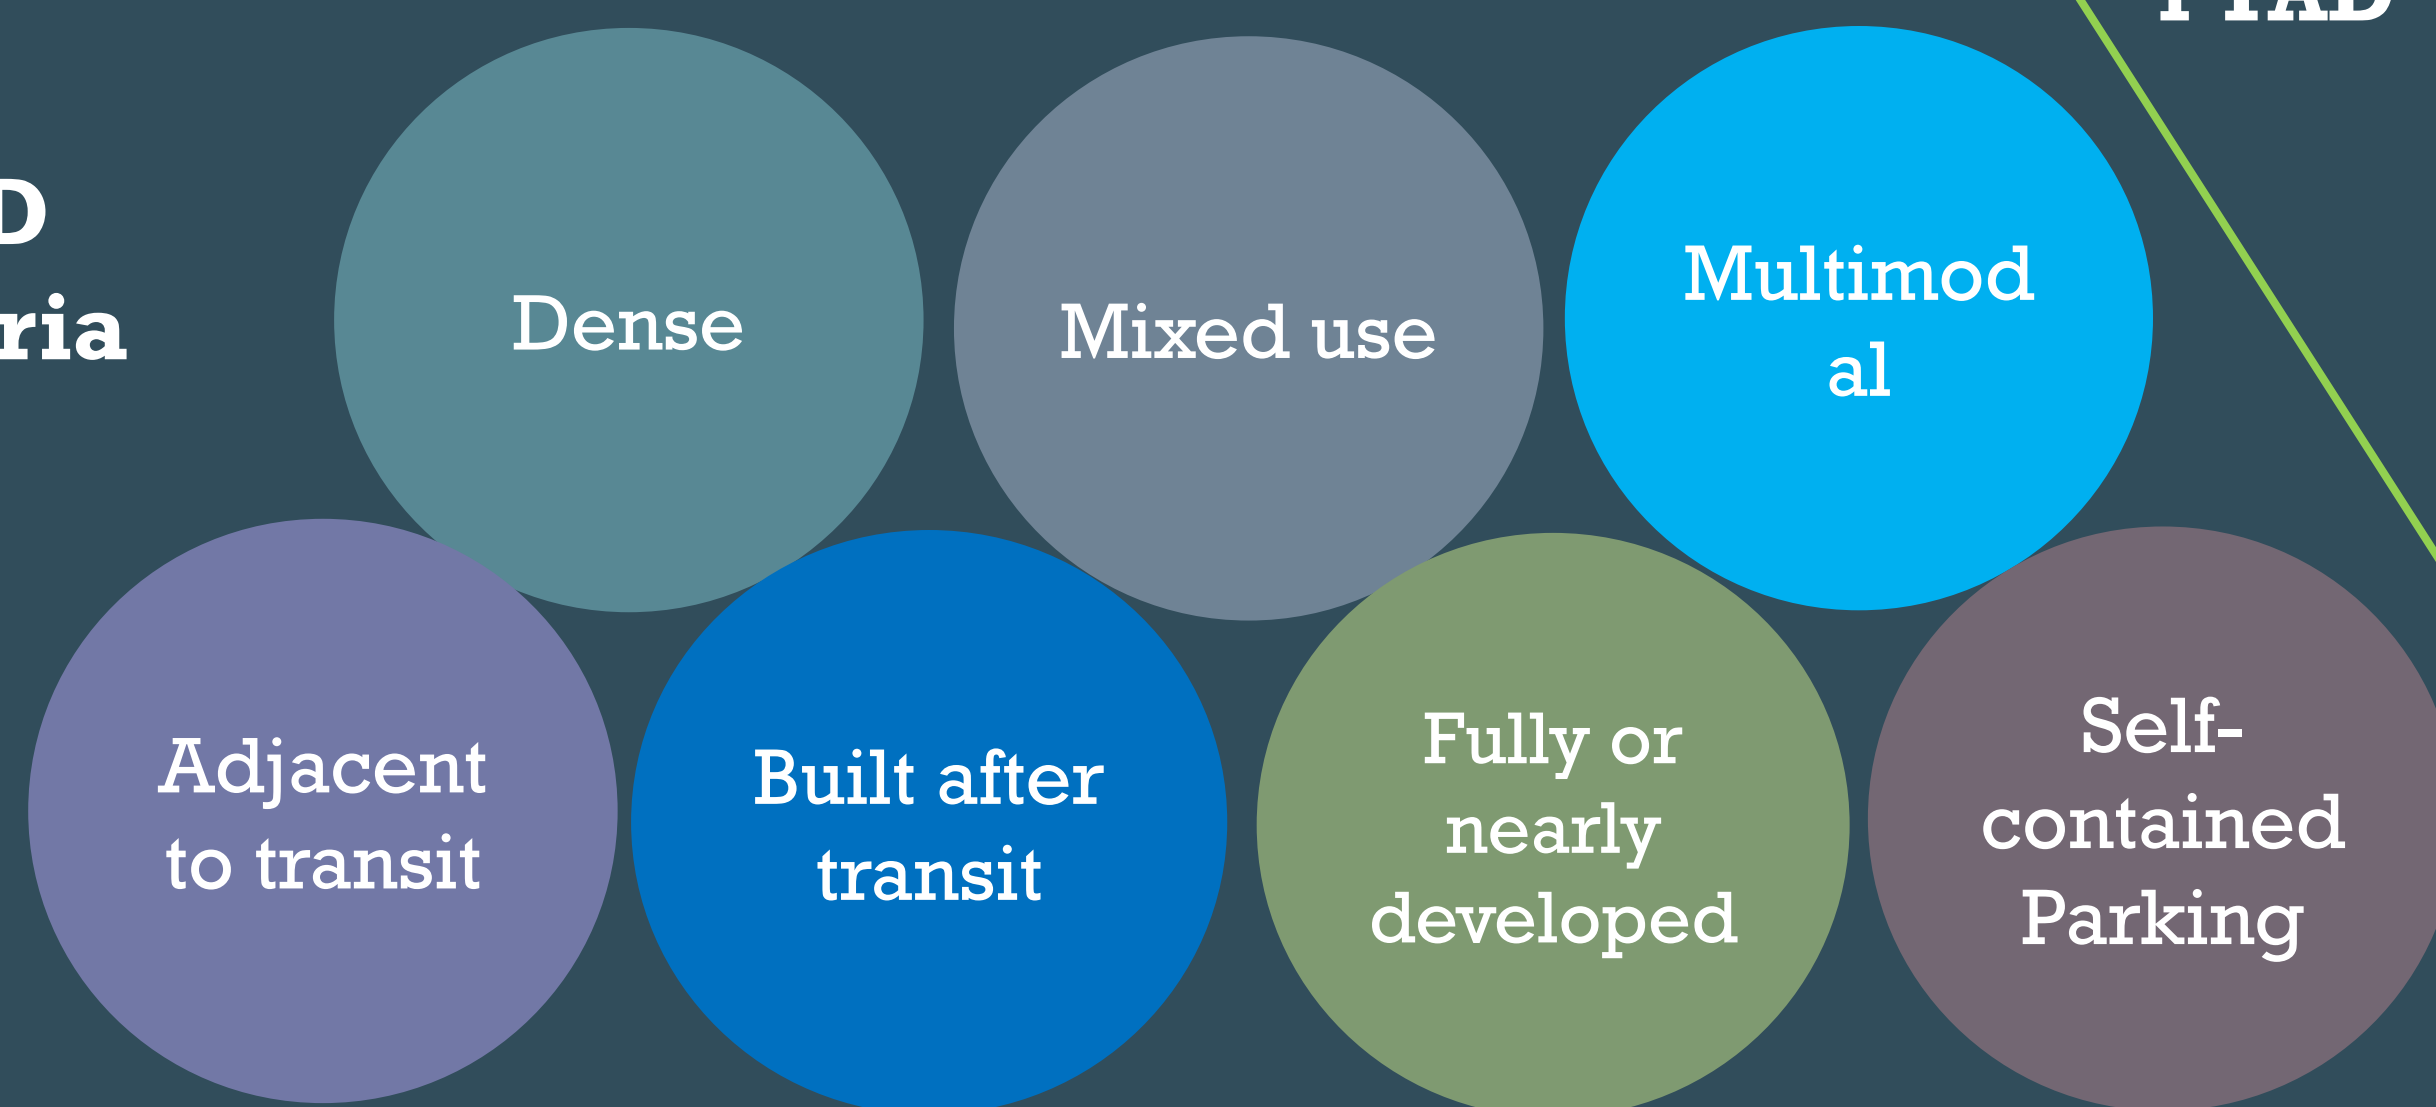 D
ria
Dense
Mixed use
Multimod
al
Adjacent
to transit
Built after
transit
Fully or
nearly
developed
Self-
contained
Parking